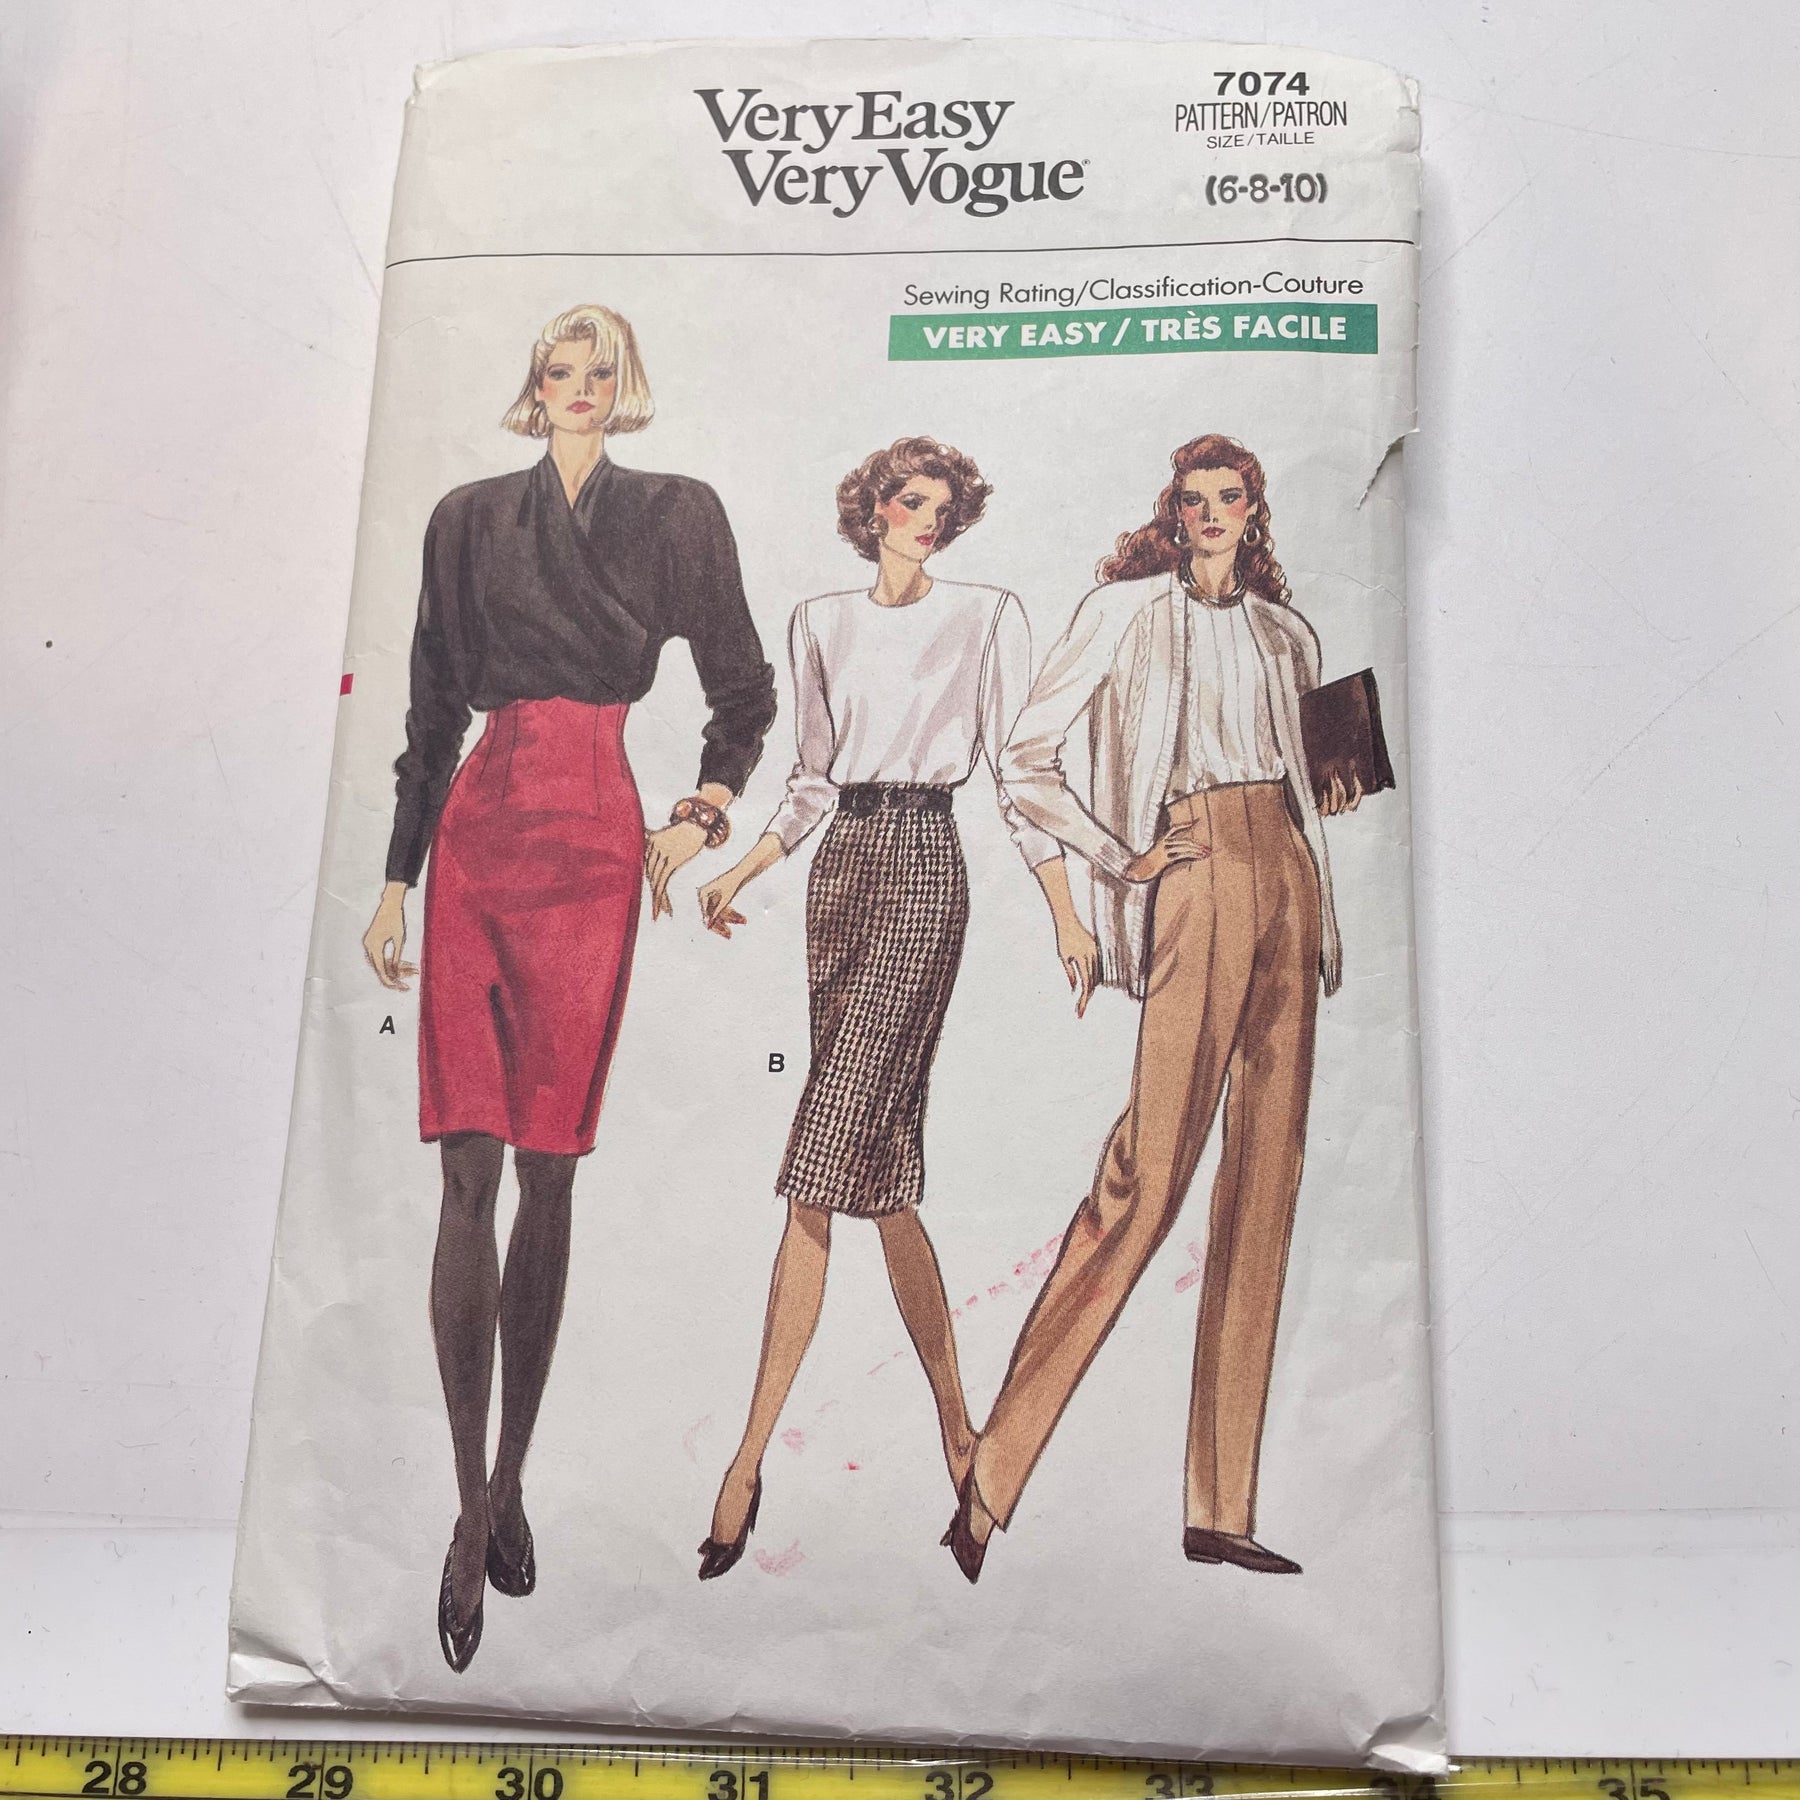 Very Easy
Very Vogue®
7074
PATTERN/PATRON
SIZE/TAILLE
(6-8-10)
Sewing Rating/Classification-Couture
VERY EASY / TRÈS FACILE
A
B
28 29 30 31 32 33 34 35